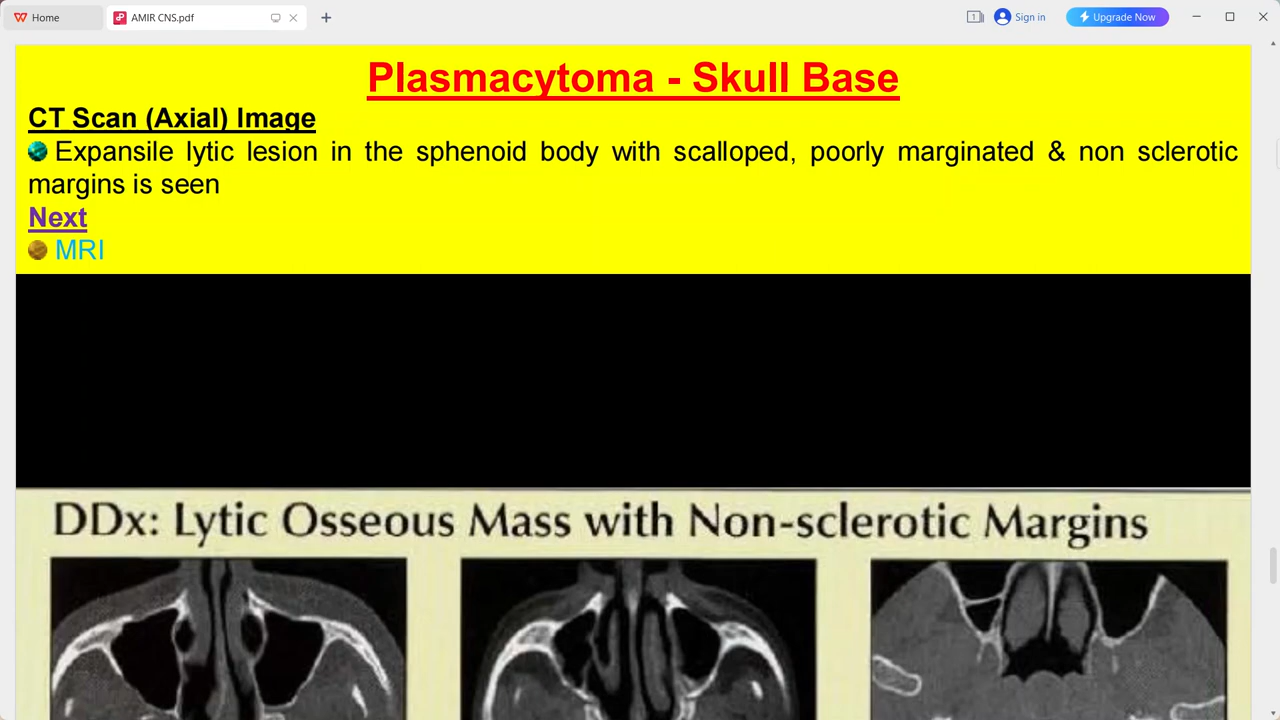 Home
AMIR CNS.pdf
1
Sign in
Upgrade Now
Plasmacytoma - Skull Base
CT Scan (Axial) Image
Expansile lytic lesion in the sphenoid body with scalloped, poorly marginated & non sclerotic
margins is seen
Next
MRI
DDx: Lytic Osseous Mass with Non-sclerotic Margins